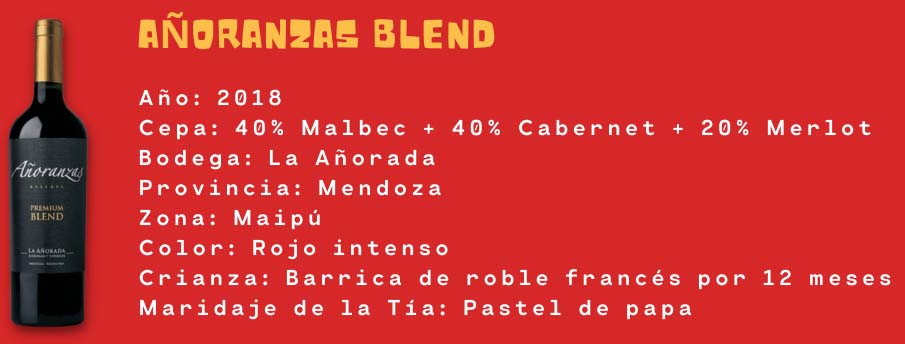 AÑORANZAS BLEND
Año: 2018
Cepa: 40% Malbec + 40% Cabernet + 20% Merlot
Bodega: La Añorada
Provincia: Mendoza
Zona: Maipú
Color: Rojo intenso
Crianza: Barrica de roble francés por 12 meses
Maridaje de la Tía: Pastel de papa
Añoranzas
RESERVA
PREMIUM
BLEND
LA AÑORADA